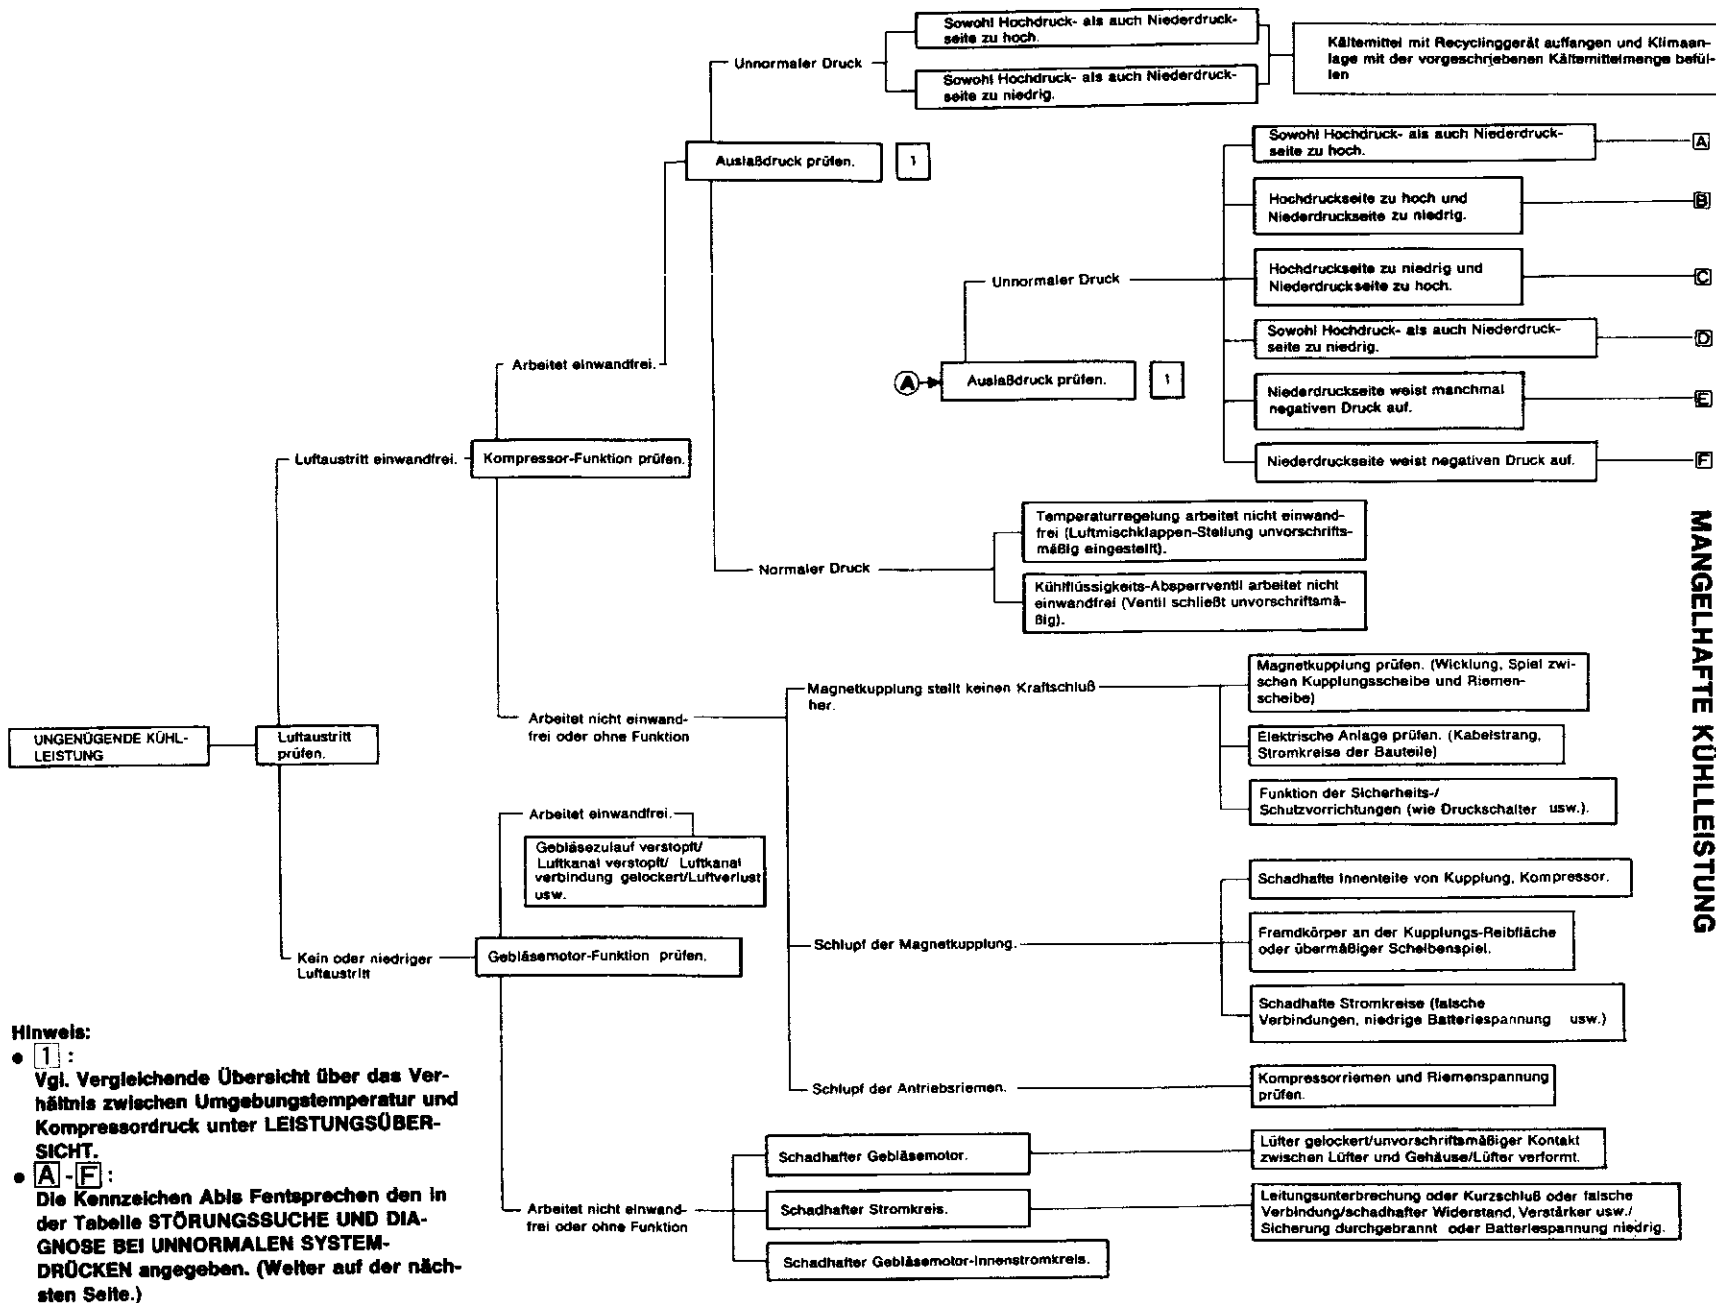 Sowohl Hochdruck- als auch Niederdruck-
seite zu hoch.
Unnormaler Druck
Sowohl Hochdruck- als auch Niederdruck-
seite zu niedrig.
Kältemittel mit Recyclinggerät auffangen und Klimaan-
lage mit der vorgeschriebenen Kältemittelmenge befül-
len
Auslaßdruck prüfen.
1
Sowohl Hochdruck- als auch Niederdruck-
seite zu hoch.
A
Hochdruckseite zu hoch und
Niederdruckseite zu niedrig.
B
Unnormaler Druck
Hochdruckseite zu niedrig und
Niederdruckseite zu hoch.
C
Sowohl Hochdruck- als auch Niederdruck-
seite zu niedrig.
D
Arbeitet einwandfrei.
A
Auslaßdruck prüfen.
1
Niederdruckseite weist manchmal
negativen Druck auf.
E
Niederdruckseite weist negativen Druck auf.
F
Luftaustritt einwandfrei.
Kompressor-Funktion prüfen.
Temperaturregelung arbeitet nicht einwand-
frei (Luftmischklappen-Stellung unvorschrifts-
mäßig eingestellt).
Normaler Druck
Kühlflüssigkeits-Absperrventil arbeitet nicht
einwandfrei (Ventil schließt unvorschriftsmä-
ßig).
MANGELHAFTE KÜHLLEISTUNG
UNGENÜGENDE KÜHL-
LEISTUNG
Luftaustritt
prüfen.
Arbeitet nicht einwand-
frei oder ohne Funktion
Magnetkupplung stellt keinen Kraftschluß
her.
Magnetkupplung prüfen. (Wicklung, Spiel zwi-
schen Kupplungsscheibe und Riemen-
scheibe)
Elektrische Anlage prüfen. (Kabelstrang,
Stromkreise der Bauteile)
Funktion der Sicherheits-/
Schutzvorrichtungen (wie Druckschalter usw.).
Arbeitet einwandfrei.
Gebläsezulauf verstopft/
Luftkanal verstopft/ Luftkanal
verbindung gelockert/Luftverlust
usw.
Kein oder niedriger
Luftaustritt
Gebläsemotor-Funktion prüfen.
Schlupf der Magnetkupplung.
Schadhafte Innenteile von Kupplung, Kompressor.
Fremdkörper an der Kupplungs-Reibfläche
oder übermäßiger Scheibenspiel.
Schadhafte Stromkreise (falsche
Verbindungen, niedrige Batteriespannung usw.)
Schlupf der Antriebsriemen.
Kompressorriemen und Riemenspannung
prüfen.
Arbeitet nicht einwand-
frei oder ohne Funktion
Schadhafter Gebläsemotor.
Lüfter gelockert/unvorschriftsmäßiger Kontakt
zwischen Lüfter und Gehäuse/Lüfter verformt.
Schadhafter Stromkreis.
Leitungsunterbrechung oder Kurzschluß oder falsche
Verbindung/schadhafter Widerstand, Verstärker usw./
Sicherung durchgebrannt oder Batteriespannung niedrig.
Schadhafter Gebläsemotor-Innenstromkreis.
Hinweis:
● 1 :
Vgl. Vergleichende Übersicht über das Ver-
hältnis zwischen Umgebungstemperatur und
Kompressordruck unter LEISTUNGSÜBER-
SICHT.
● A - F :
Die Kennzeichen Abis Fentsprechen den in
der Tabelle STÖRUNGSSUCHE UND DIA-
GNOSE BEI UNNORMALEN SYSTEM-
DRÜCKEN angegeben. (Weiter auf der näch-
sten Seite.)